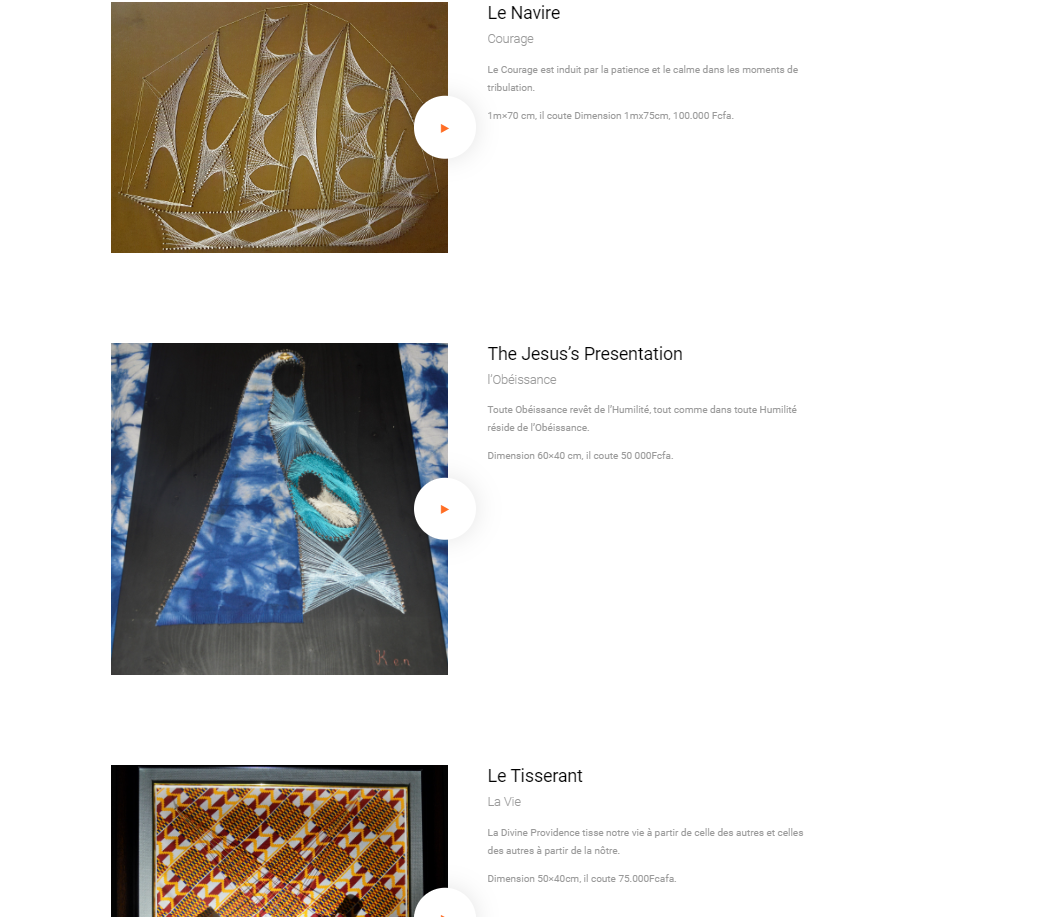 Le Navire
Courage
Le Courage est induit par la patience et le calme dans les moments de
tribulation.
1m×70 cm, il coute Dimension 1mx75cm, 100.000 Fcfa.
The Jesus’s Presentation
l’Obéissance
Toute Obéissance revêt de l’Humilité, tout comme dans toute Humilité
réside de l’Obéissance.
Dimension 60×40 cm, il coute 50 000Fcfa.
Ken
Le Tisserant
La Vie
La Divine Providence tisse notre vie à partir de celle des autres et celles
des autres à partir de la nôtre.
Dimension 50×40cm, il coute 75.000Fcafa.